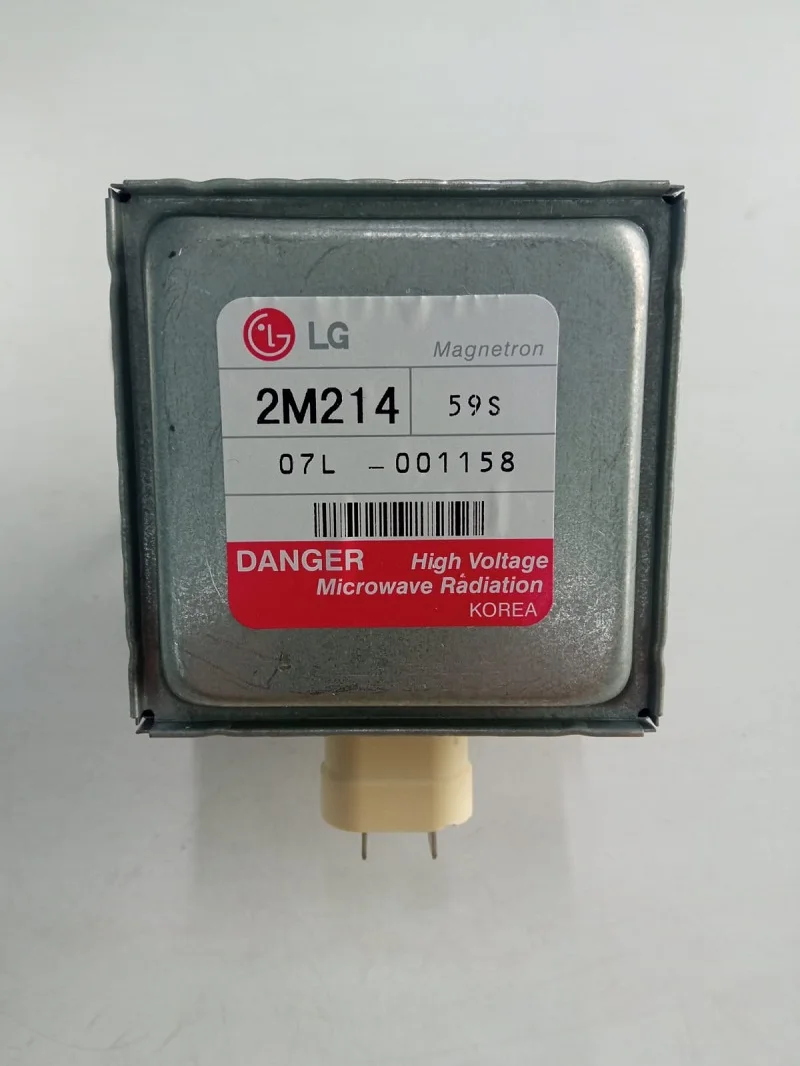 LG
Magnetron
2M214 59S
07L -001158
DANGER High Voltage
Microwave Radiation
KOREA